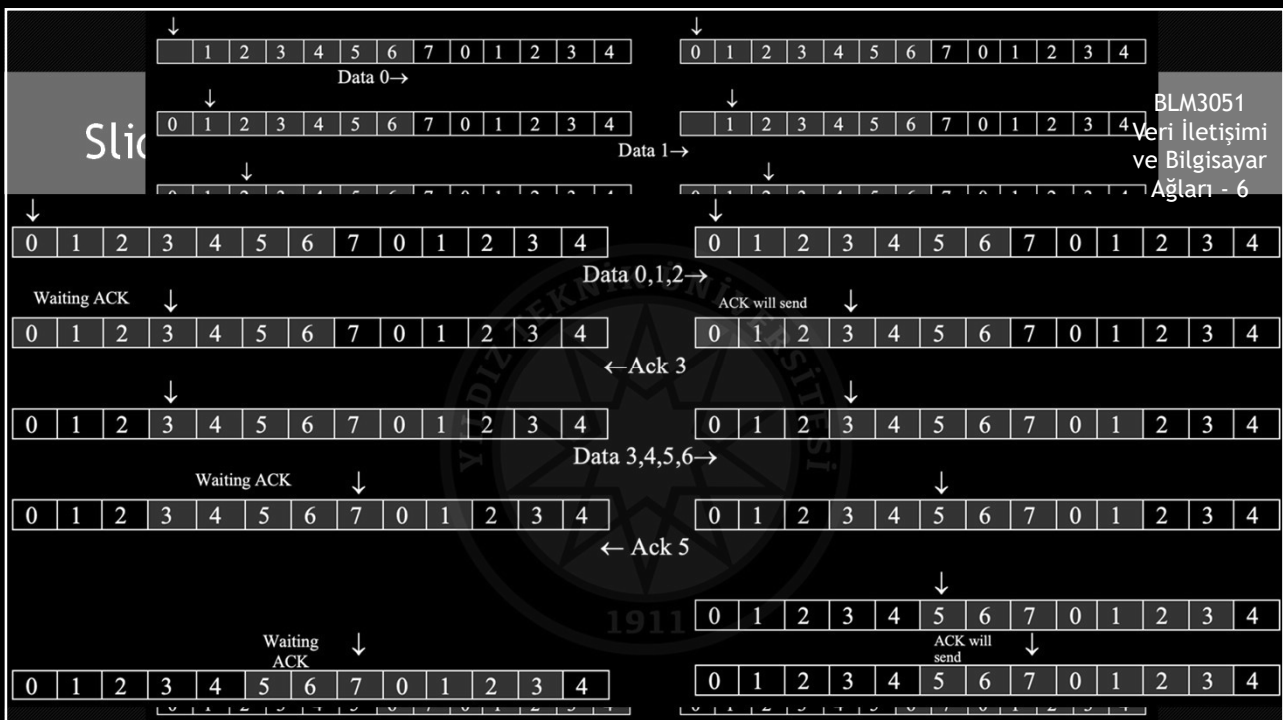 ↓ ↓
1 2 3 4 5 6 7 0 1 2 3 4 0 1 2 3 4 5 6 7 0 1 2 3 4
Data 0→
↓ ↓
0 1 2 3 4 5 6 7 0 1 2 3 4 1 2 3 4 5 6 7 0 1 2 3 4
Data 1→
↓ ↓
Slid
BLM3051
Veri İletişimi
ve Bilgisayar
Ağları - 6
↓ ↓
0 1 2 3 4 5 6 7 0 1 2 3 4 0 1 2 3 4 5 6 7 0 1 2 3 4
Data 0,1,2→
Waiting ACK ↓ ACK will send ↓
0 1 2 3 4 5 6 7 0 1 2 3 4 0 1 2 3 4 5 6 7 0 1 2 3 4
←Ack 3
↓ ↓
0 1 2 3 4 5 6 7 0 1 2 3 4 0 1 2 3 4 5 6 7 0 1 2 3 4
Data 3,4,5,6→
Waiting ACK ↓ ↓
0 1 2 3 4 5 6 7 0 1 2 3 4 0 1 2 3 4 5 6 7 0 1 2 3 4
← Ack 5
↓
0 1 2 3 4 5 6 7 0 1 2 3 4
Waiting
ACK ↓
ACK will
send ↓
0 1 2 3 4 5 6 7 0 1 2 3 4 0 1 2 3 4 5 6 7 0 1 2 3 4
YILDIZ TEKNİK ÜNİVERSİTESİ
1911